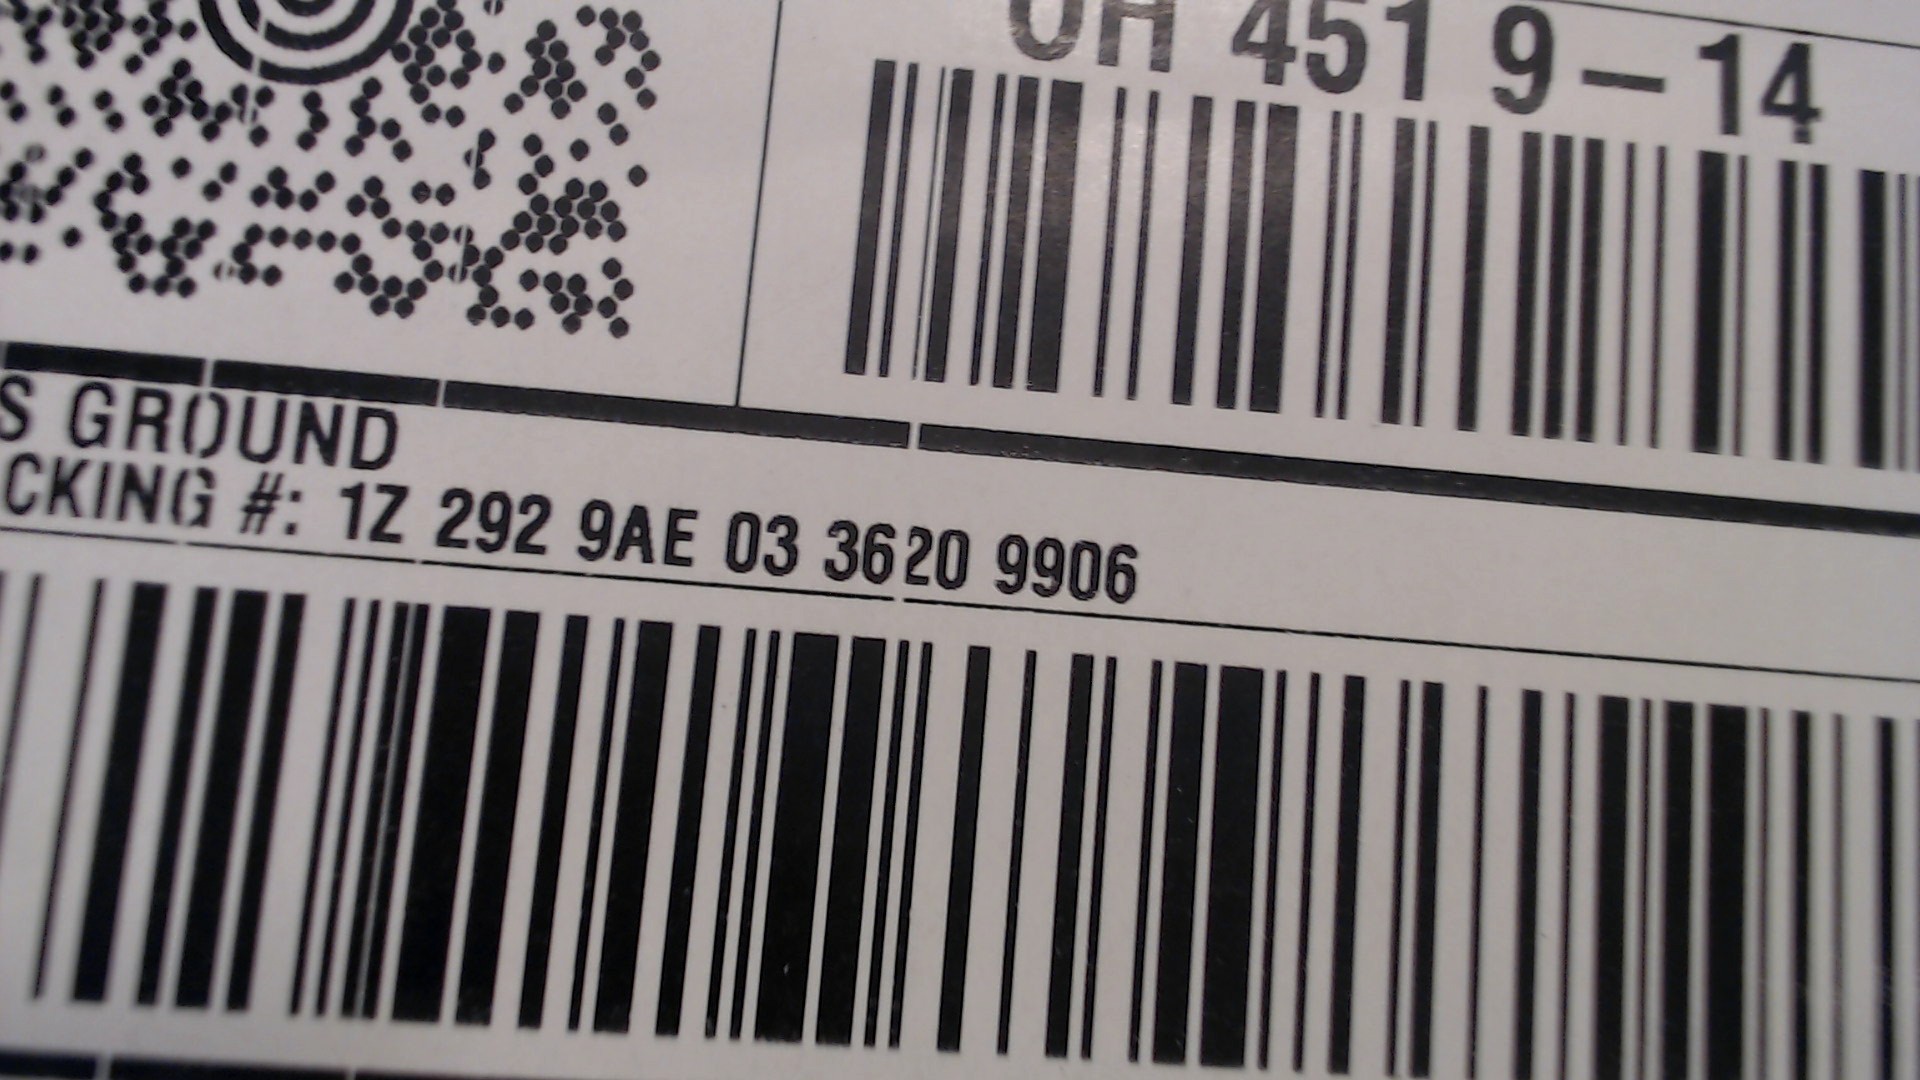 OH 451 9-14
S GROUND
CKING #: 1Z 292 9AE 03 3620 9906